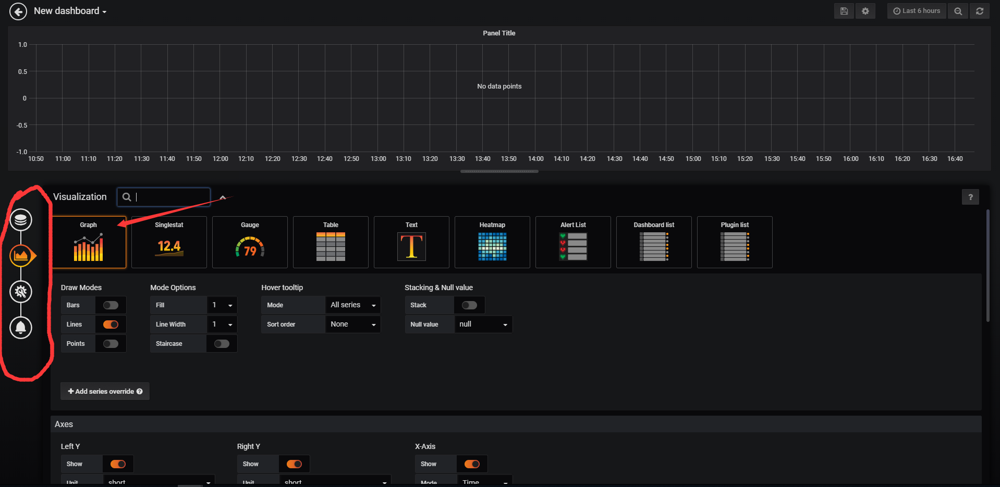 New dashboard
Last 6 hours
Panel Title
1.0
0.5
No data points
0
-0.5
-1.0
10:50 11:00 11:10 11:20 11:30 11:40 11:50 12:00 12:10 12:20 12:30 12:40 12:50 13:00 13:10 13:20 13:30 13:40 13:50 14:00 14:10 14:20 14:30 14:40 14:50 15:00 15:10 15:20 15:30 15:40 15:50 16:00 16:10 16:20 16:30 16:40
Visualization
?
Graph Singlestat Gauge Table Text Heatmap Alert List Dashboard list Plugin list
12.4 79 T
Draw Modes Mode Options Hover tooltip Stacking & Null value
Bars Fill 1 Mode All series Stack
Lines Line Width 1 Sort order None Null value null
Points Staircase
+ Add series override ?
Axes
Left Y Right Y X-Axis
Show Show Show
Unit short Unit short Mode Time